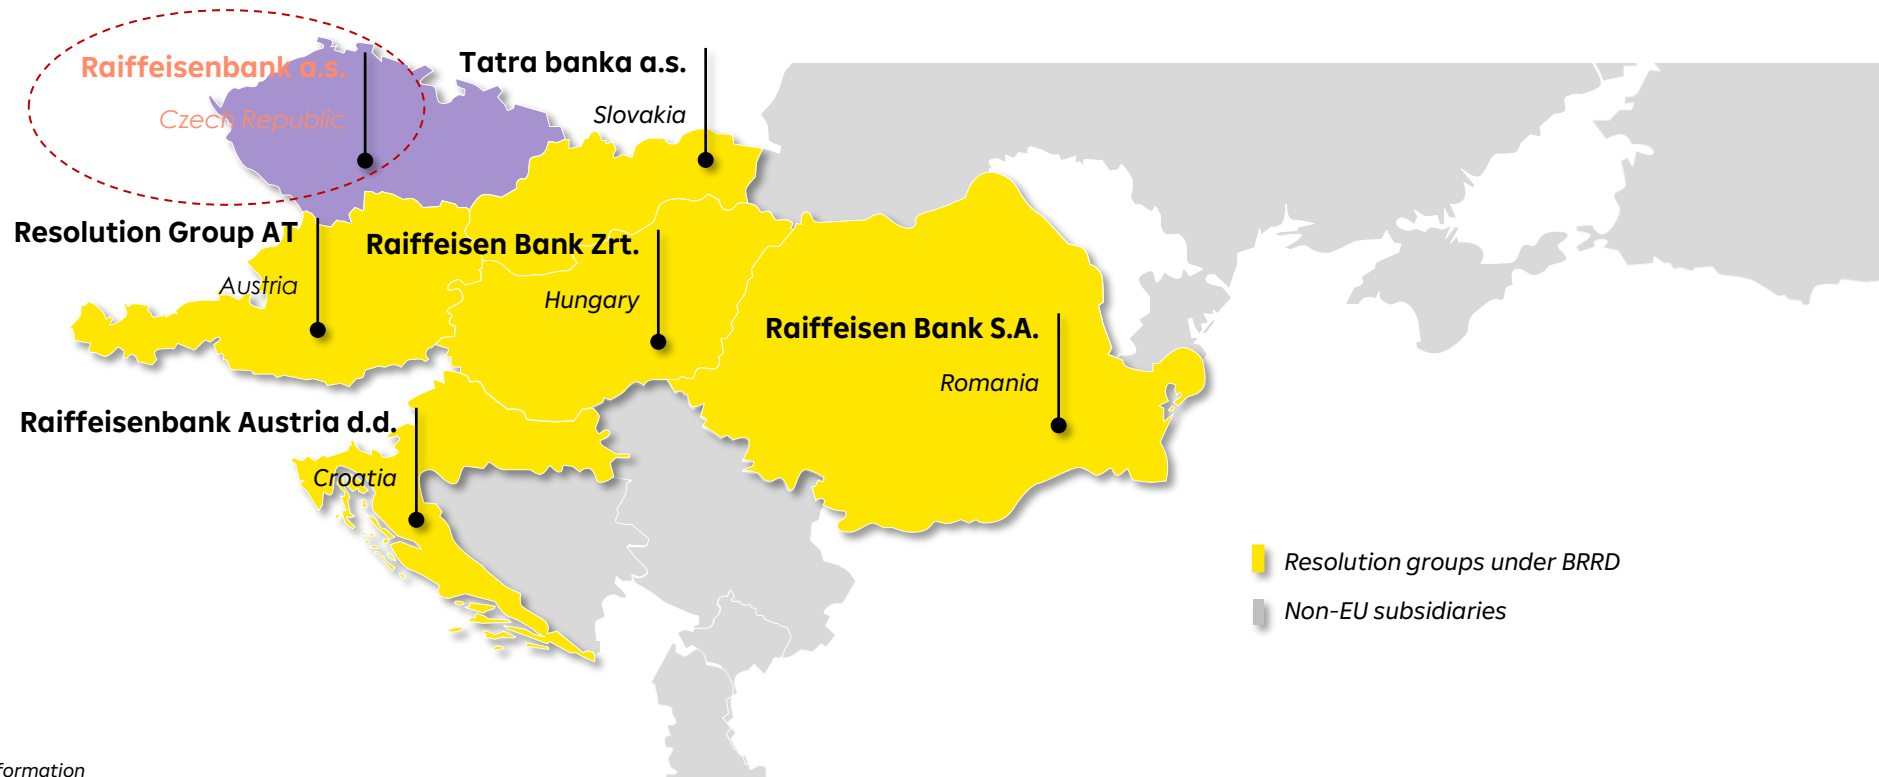 Raiffeisenbank a.s.
Czech Republic
Tatra banka a.s.
Slovakia
Resolution Group AT
Austria
Raiffeisen Bank Zrt.
Hungary
Raiffeisen Bank S.A.
Romania
Raiffeisenbank Austria d.d.
Croatia
Resolution groups under BRRD
Non-EU subsidiaries
formation